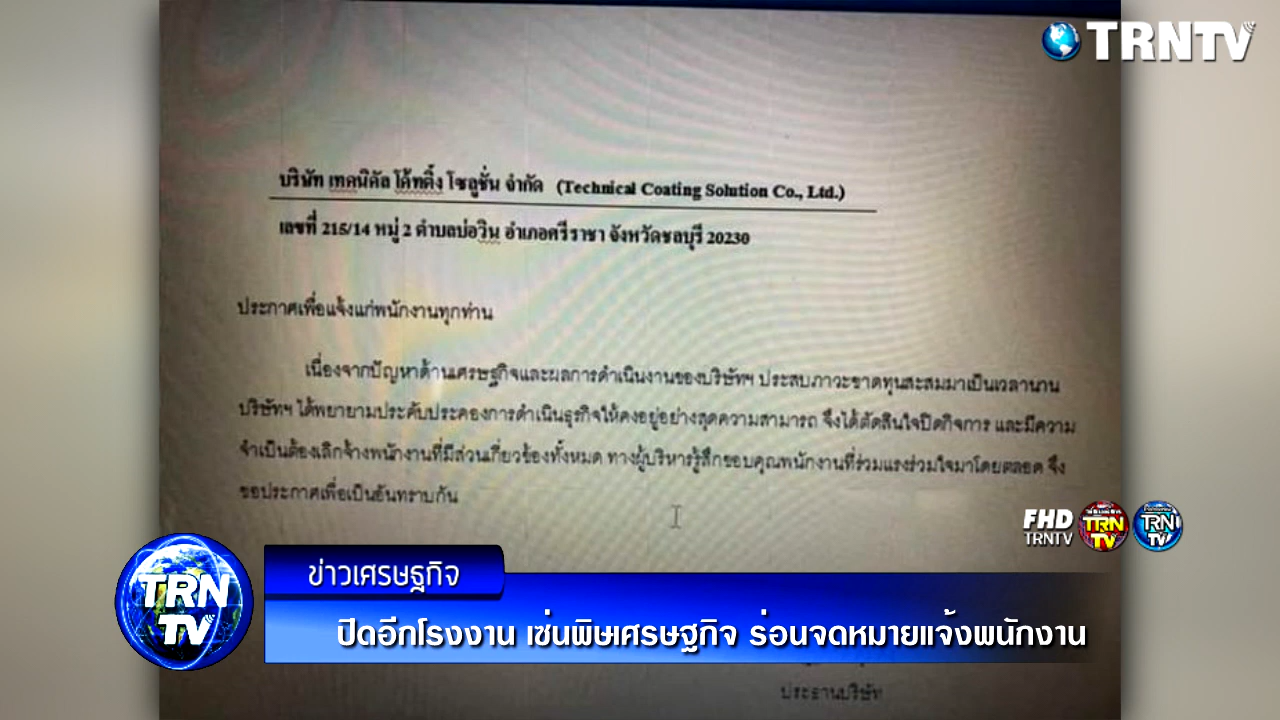 TRNTV
บริษัท เทคนิคัล โค้ทติ้ง โซลูชั่น จำกัด (Technical Coating Solution Co., Ltd.)
เลขที่ 215/14 หมู่ 2 ตำบลบ่อวิน อำเภอศรีราชา จังหวัดชลบุรี 20230
ประกาศเพื่อแจ้งแก่พนักงานทุกท่าน
เนื่องจากปัญหาด้านเศรษฐกิจและผลการดำเนินงานของบริษัทฯ ประสบภาวะขาดทุนสะสมมาเป็นเวลานาน
บริษัทฯ ได้พยายามประคับประคองการดำเนินธุรกิจให้คงอยู่อย่างสุดความสามารถ จึงได้ตัดสินใจปิดกิจการ และมีความ
จำเป็นต้องเลิกจ้างพนักงานที่มีส่วนเกี่ยวข้องทั้งหมด ทางผู้บริหารรู้สึกขอบคุณพนักงานที่ร่วมแรงร่วมใจมาโดยตลอด จึง
ขอประกาศเพื่อเป็นอันทราบกัน
FHD
TRNTV
TRN
TV
TRN
TV
TRN
TV
ข่าวเศรษฐกิจ
ปิดอีกโรงงาน เซ่นพิษเศรษฐกิจ ร่อนจดหมายแจ้งพนักงาน
ประธานบริษัท